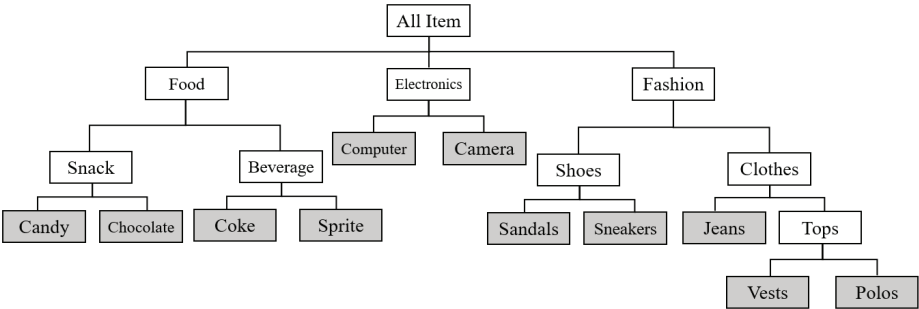 All Item
Food
Electronics
Fashion
Computer
Camera
Snack
Beverage
Shoes
Clothes
Candy
Chocolate
Coke
Sprite
Sandals
Sneakers
Jeans
Tops
Vests
Polos